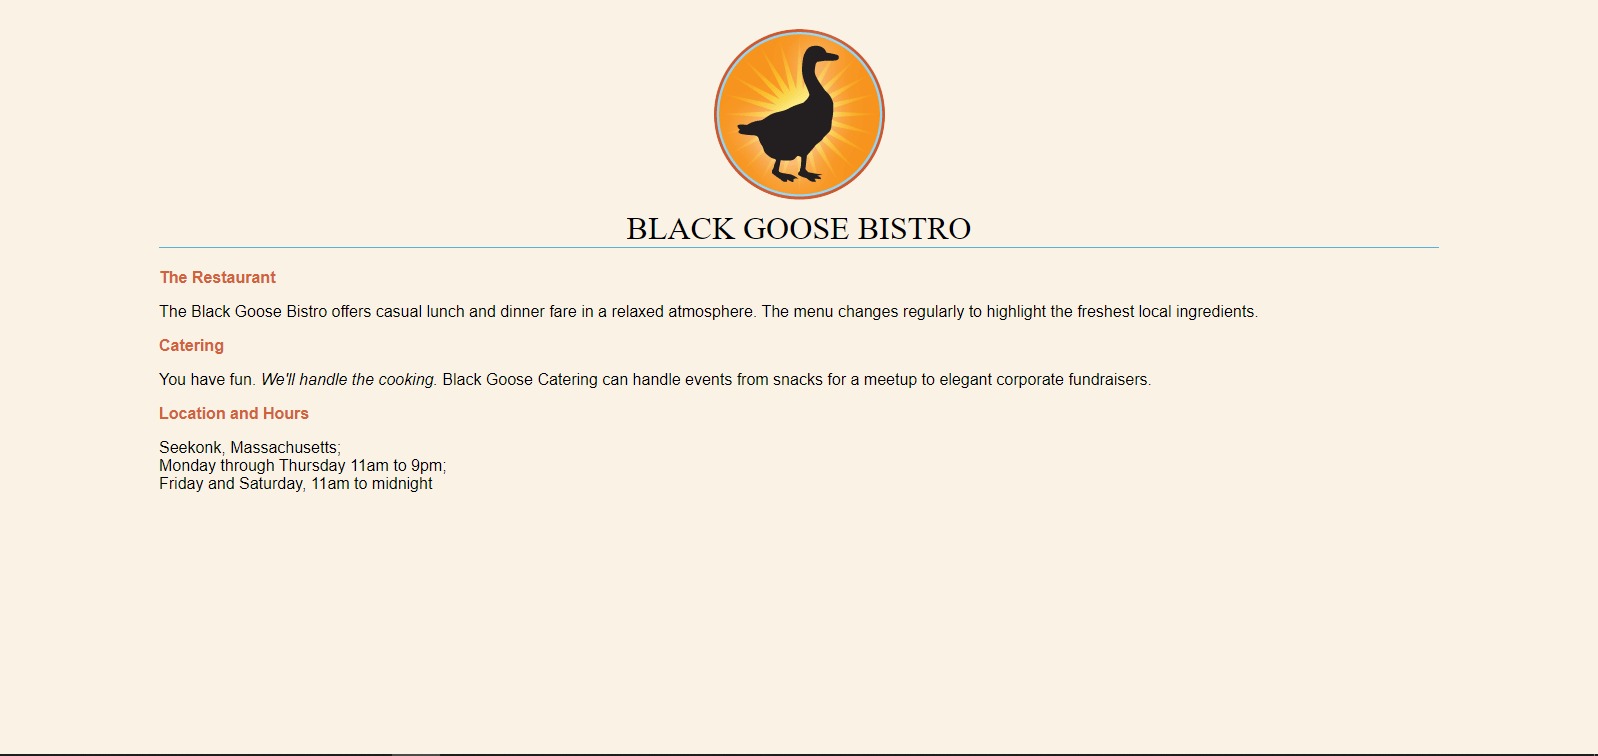 BLACK GOOSE BISTRO
The Restaurant
The Black Goose Bistro offers casual lunch and dinner fare in a relaxed atmosphere. The menu changes regularly to highlight the freshest local ingredients.
Catering
You have fun. We'll handle the cooking. Black Goose Catering can handle events from snacks for a meetup to elegant corporate fundraisers.
Location and Hours
Seekonk, Massachusetts;
Monday through Thursday 11am to 9pm;
Friday and Saturday, 11am to midnight